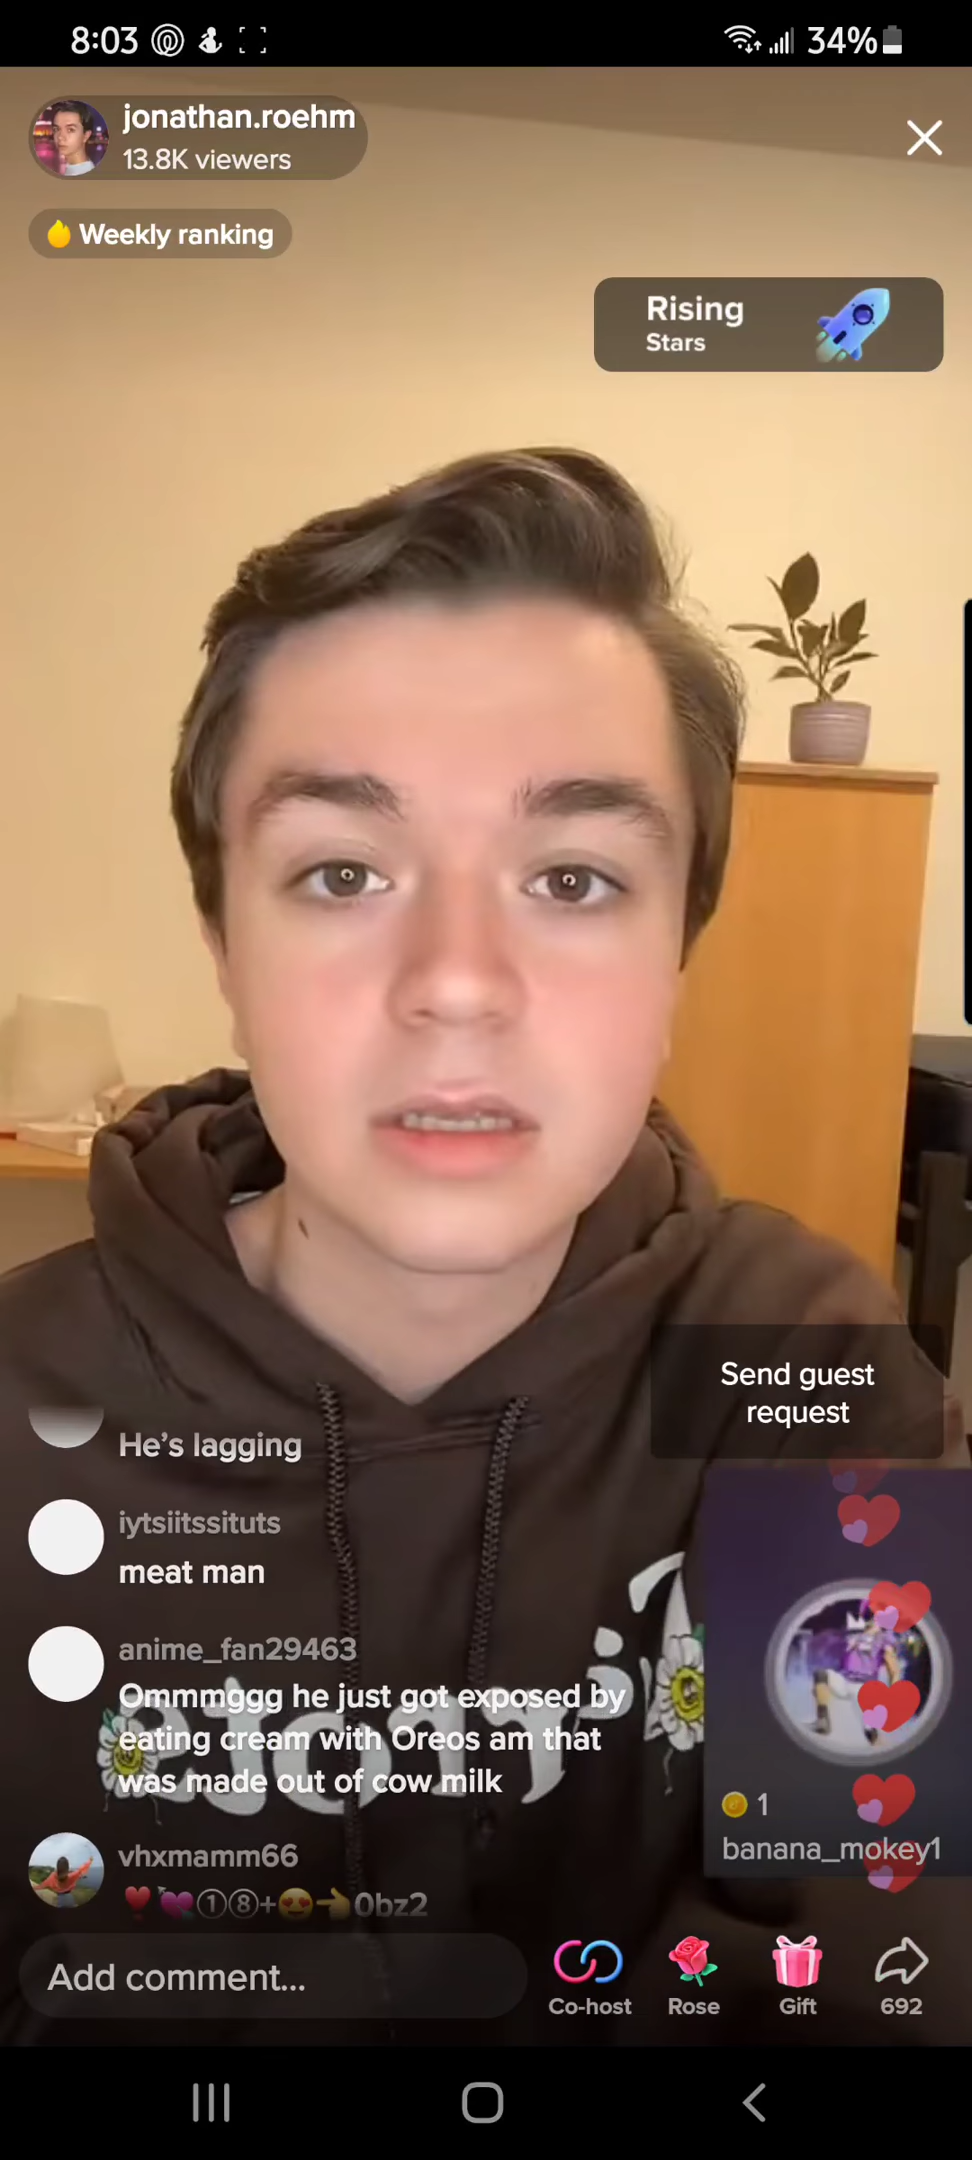 8:03
34%
jonathan.roehm
13.8K viewers
Weekly ranking
Rising
Stars
Send guest
request
He's lagging
iytsiitssituts
meat man
anime_fan29463
Ommmggg he just got exposed by
eating cream with Oreos am that
was made out of cow milk
1
banana_mokey1
vhxmamm66
❤️💘①⑧+😍👈0bz2
Add comment...
Co-host
Rose
Gift
692